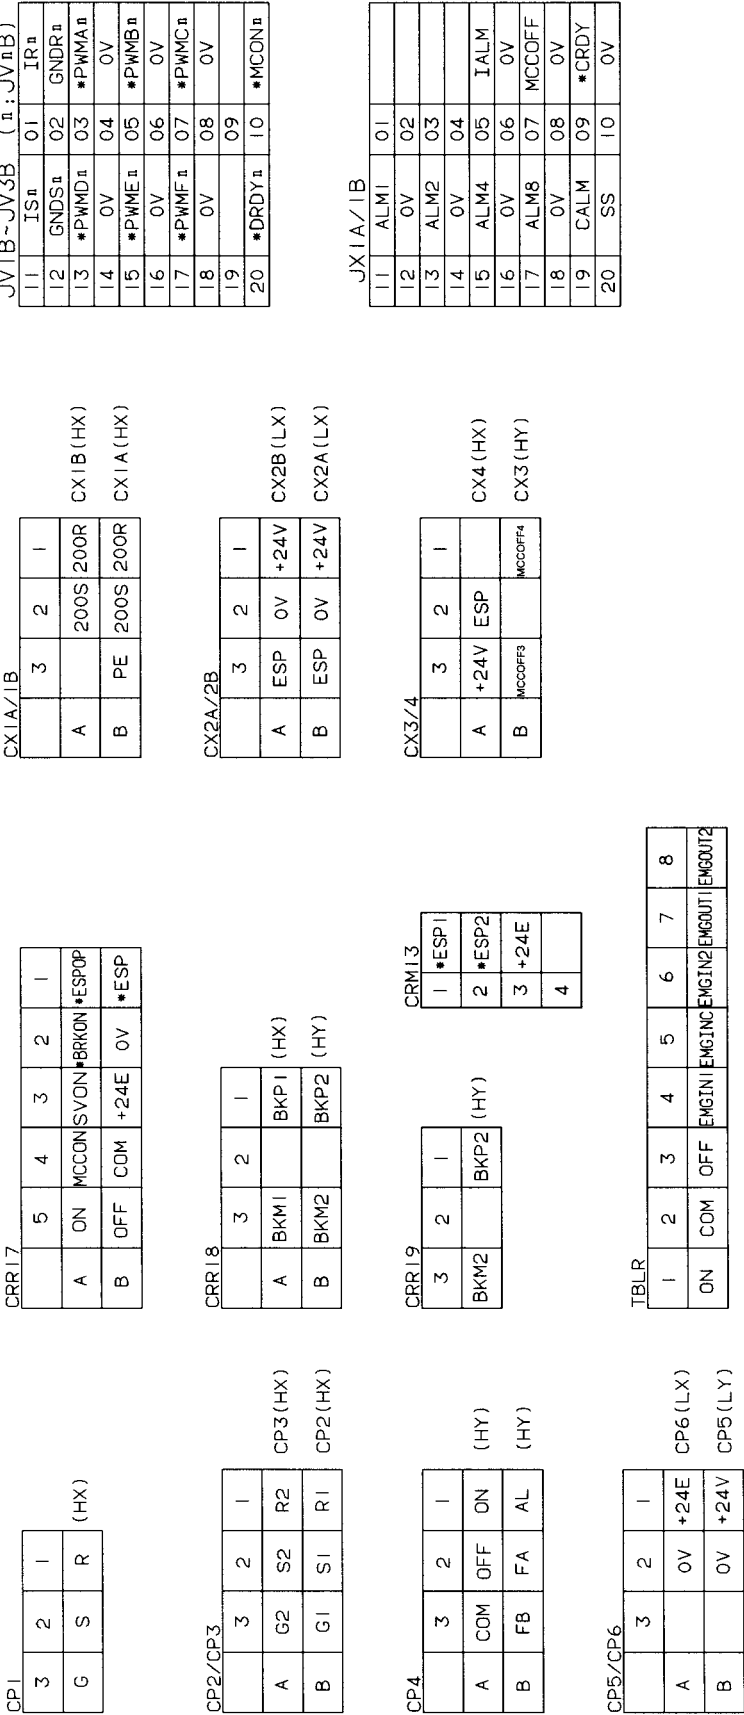 CP1
3 2 1
G S R (HX)
CP2/CP3
3 2 1
A G2 S2 R2 CP3(HX)
B G1 S1 R1 CP2(HX)
CP4
3 2 1
A COM OFF ON (HY)
B FB FA AL (HY)
CP5/CP6
3 2 1
A 0V +24E CP6(LX)
B 0V +24V CP5(LY)
CRR17
5 4 3 2 1
A ON MCCON SVON *BRKON *ESPOP
B OFF COM +24E 0V *ESP
CRR18
3 2 1
A BKM1 BKP1 (HX)
B BKM2 BKP2 (HY)
CRR19
3 2 1
BKM2 BKP2 (HY)
CRM13
1 *ESP1
2 *ESP2
3 +24E
4
TBLR
1 2 3 4 5 6 7 8
ON COM OFF EMGIN1 EMGINC EMGIN2 EMGOUT1 EMGOUT2
CX1A/1B
3 2 1
A 200S 200R CX1B(HX)
B PE 200S 200R CX1A(HX)
CX2A/2B
3 2 1
A ESP 0V +24V CX2B(LX)
B ESP 0V +24V CX2A(LX)
CX3/4
3 2 1
A +24V ESP CX4(HX)
B MCCOFF3 MCCOFF4 CX3(HY)
JV1B~JV3B (n:JVnB)
11 ISn 01 IRn
12 GNDSn 02 GNDRn
13 *PWMDn 03 *PWMAn
14 0V 04 0V
15 *PWMEn 05 *PWMBn
16 0V 06 0V
17 *PWMFn 07 *PWMCn
18 0V 08 0V
19 09
20 *DRDYn 10 *MCONn
JX1A/1B
11 ALM1 01
12 0V 02
13 ALM2 03
14 0V 04
15 ALM4 05 IALM
16 0V 06 0V
17 ALM8 07 MCCOFF
18 0V 08 0V
19 CALM 09 *CRDY
20 SS 10 0V